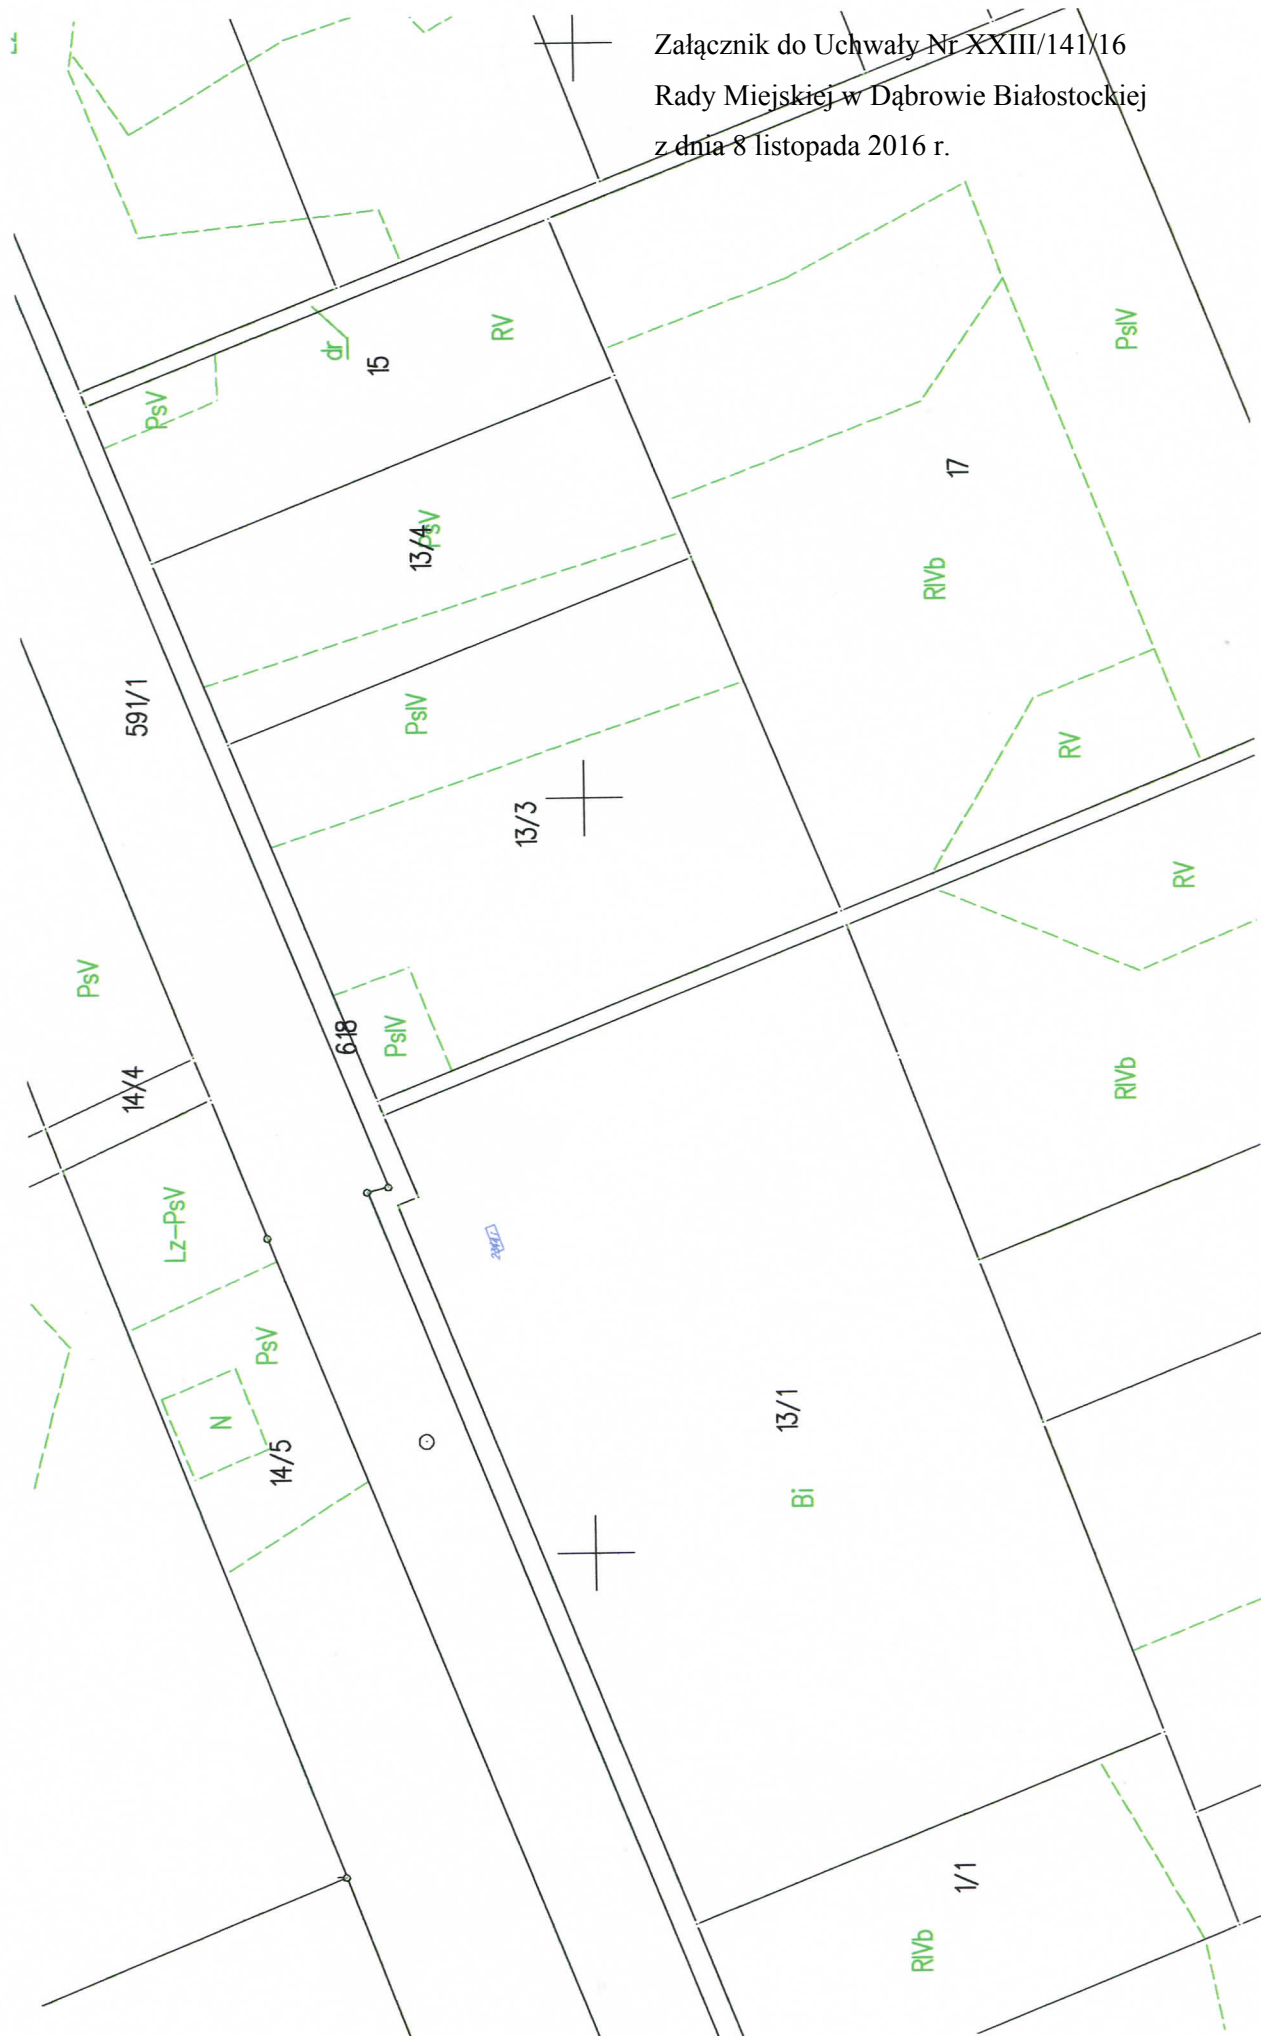 Załącznik do Uchwały Nr XXIII/141/16
Rady Miejskiej w Dąbrowie Białostockiej
z dnia 8 listopada 2016 r.
dr
15
RV
PsV
PsIV
17
13/4
PsV
RIVb
591/1
PsIV
RV
13/3
RV
PsV
618
PsIV
14/4
RIVb
Lz-PsV
PsV
N
14/5
13/1
Bi
1/1
RIVb